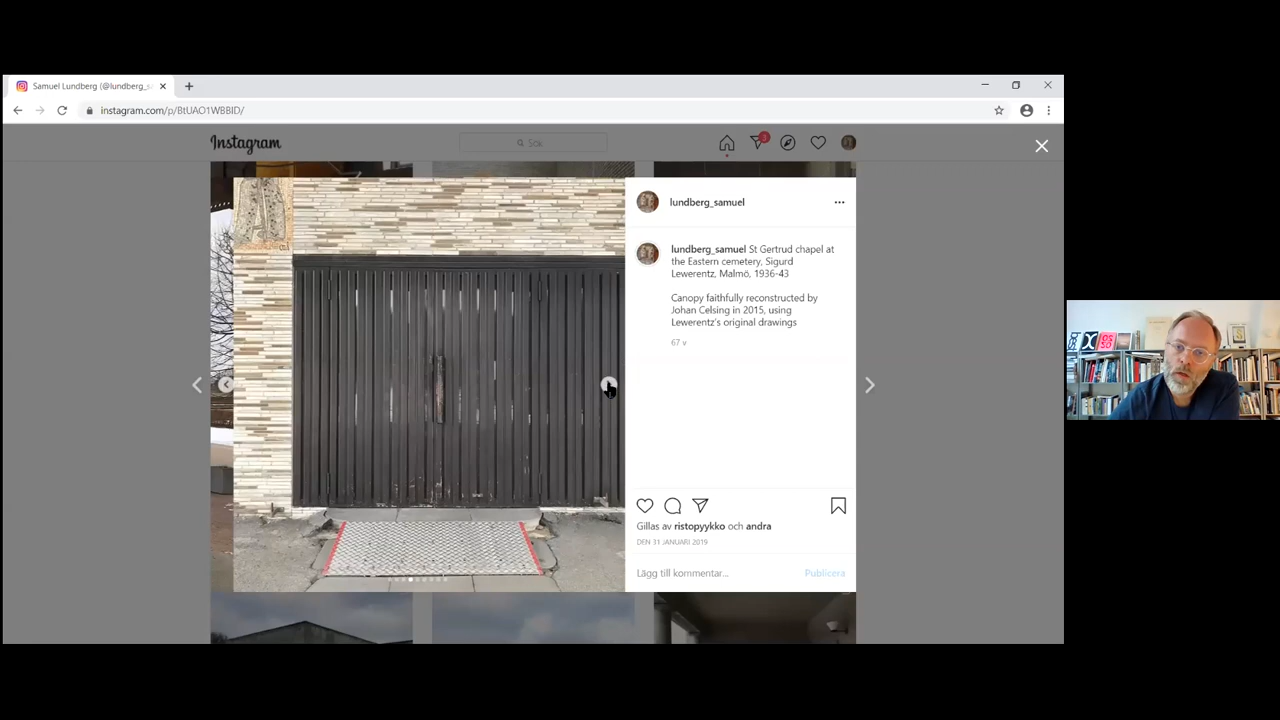 Samuel Lundberg (@lundberg_s
instagram.com/p/BtUAO1WBBID/
Instagram
Sök
3
lundberg_samuel
lundberg_samuel St Gertrud chapel at
the Eastern cemetery, Sigurd
Lewerentz, Malmö, 1936-43
Canopy faithfully reconstructed by
Johan Celsing in 2015, using
Lewerentz's original drawings
67 v
Gillas av ristopyykko och andra
DEN 31 JANUARI 2019
Lägg till kommentar...
Publicera